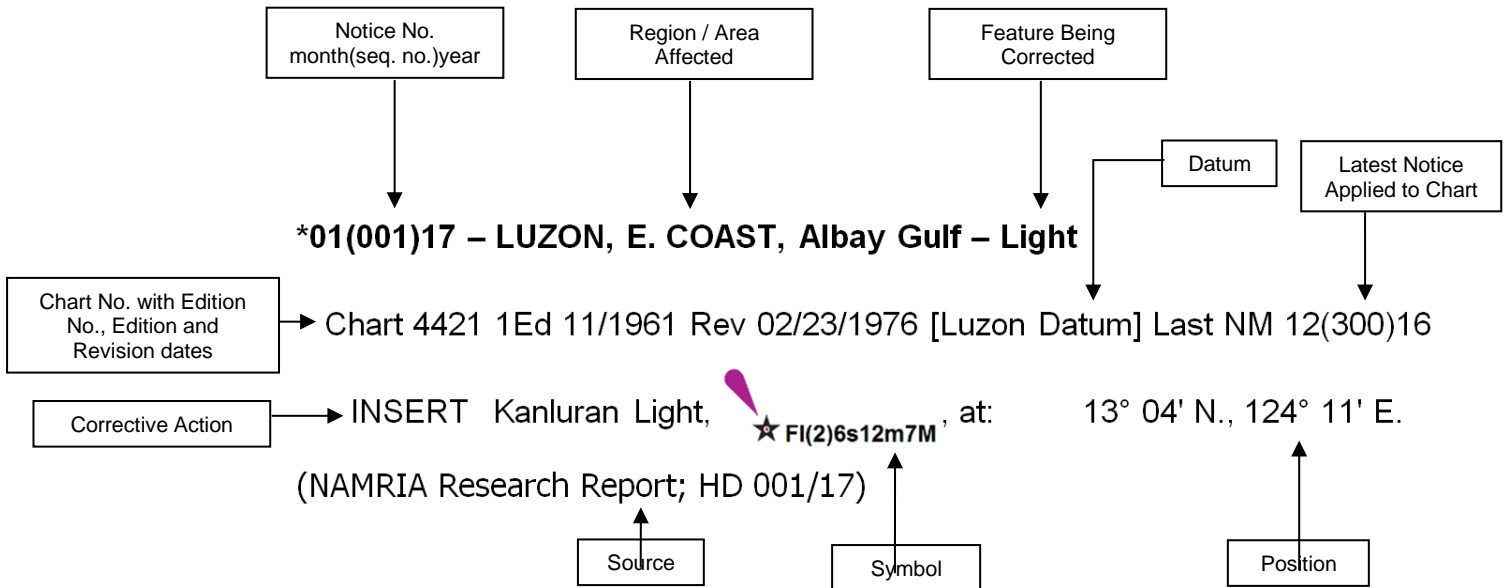 Notice No.
month(seq. no.)year
Region / Area
Affected
Feature Being
Corrected
Datum
Latest Notice
Applied to Chart
*01(001)17 – LUZON, E. COAST, Albay Gulf – Light
Chart No. with Edition
No., Edition and
Revision dates
Chart 4421 1Ed 11/1961 Rev 02/23/1976 [Luzon Datum] Last NM 12(300)16
Corrective Action
INSERT Kanluran Light, Fl(2)6s12m7M, at: 13° 04' N., 124° 11' E.
(NAMRIA Research Report; HD 001/17)
Source
Symbol
Position